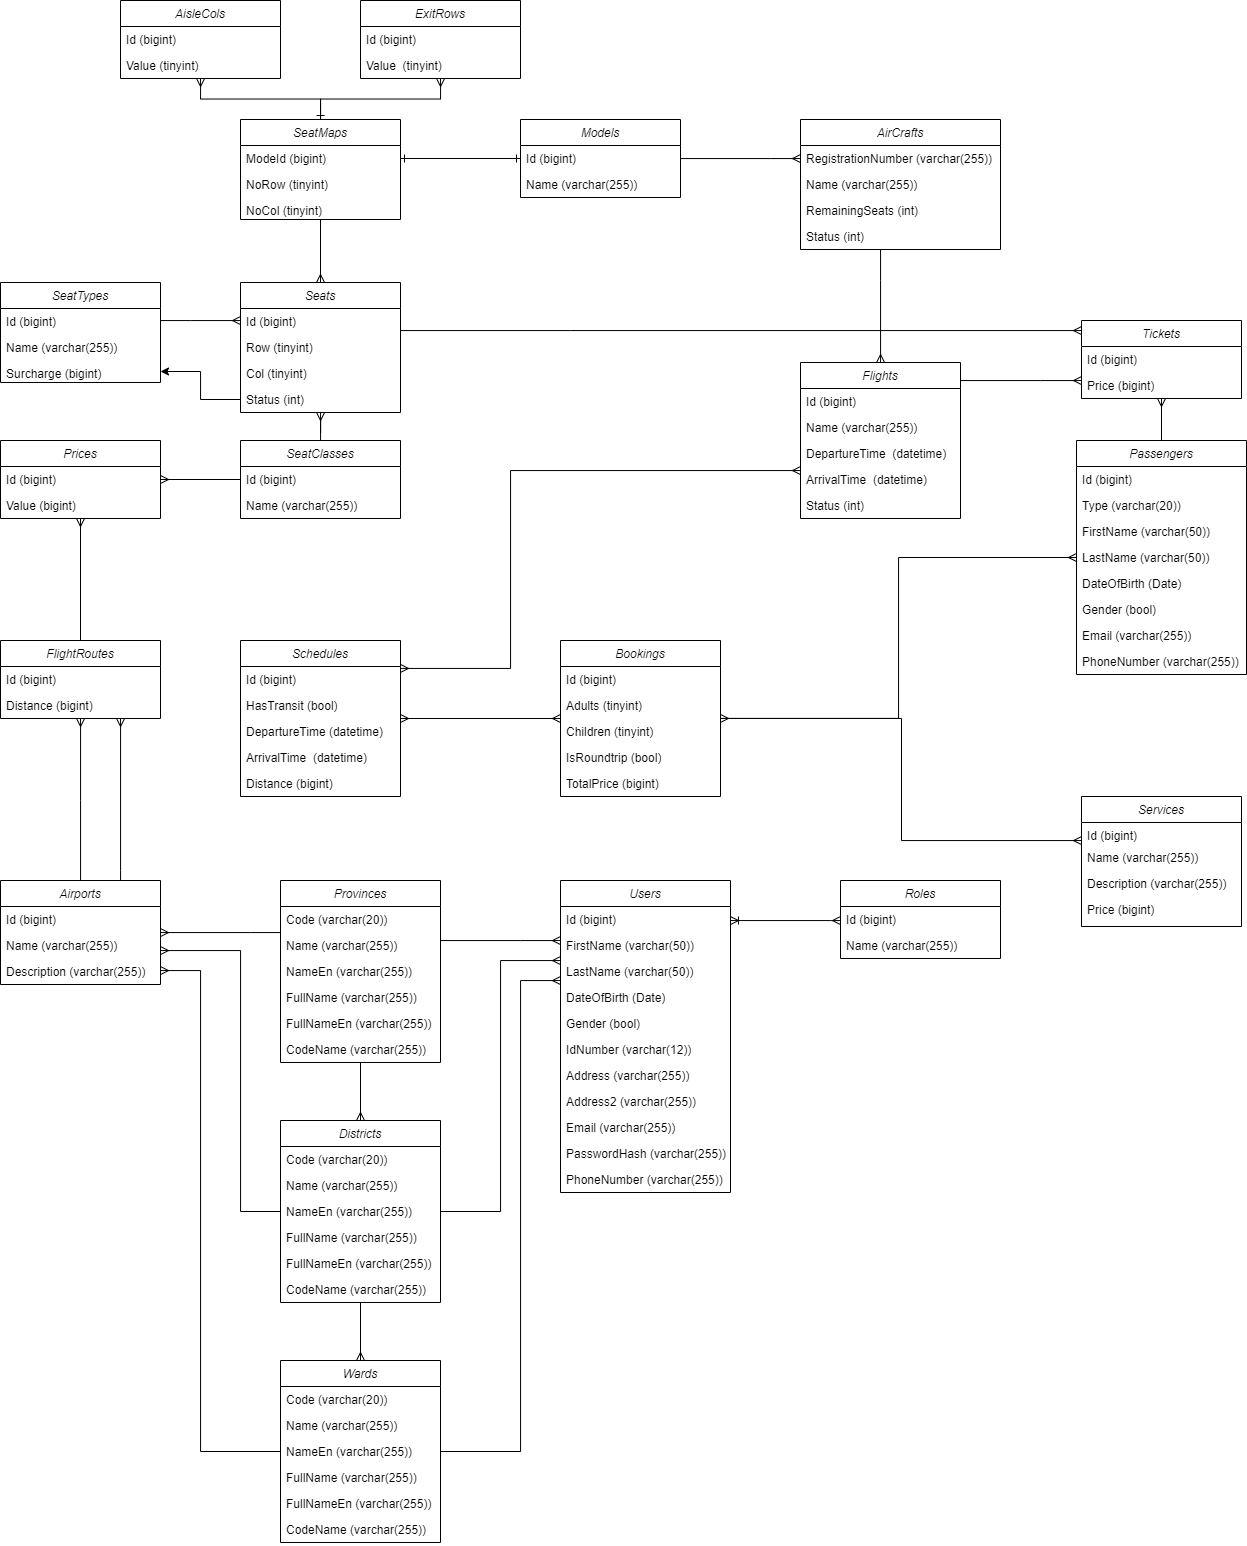 AisleCols
Id (bigint)
Value (tinyint)
ExitRows
Id (bigint)
Value  (tinyint)
SeatMaps
ModeId (bigint)
NoRow (tinyint)
NoCol (tinyint)
Models
Id (bigint)
Name (varchar(255))
AirCrafts
RegistrationNumber (varchar(255))
Name (varchar(255))
RemainingSeats (int)
Status (int)
SeatTypes
Id (bigint)
Name (varchar(255))
Surcharge (bigint)
Seats
Id (bigint)
Row (tinyint)
Col (tinyint)
Status (int)
Tickets
Id (bigint)
Price (bigint)
Flights
Id (bigint)
Name (varchar(255))
DepartureTime  (datetime)
ArrivalTime  (datetime)
Status (int)
Prices
Id (bigint)
Value (bigint)
SeatClasses
Id (bigint)
Name (varchar(255))
Passengers
Id (bigint)
Type (varchar(20))
FirstName (varchar(50))
LastName (varchar(50))
DateOfBirth (Date)
Gender (bool)
Email (varchar(255))
PhoneNumber (varchar(255))
FlightRoutes
Id (bigint)
Distance (bigint)
Schedules
Id (bigint)
HasTransit (bool)
DepartureTime (datetime)
ArrivalTime  (datetime)
Distance (bigint)
Bookings
Id (bigint)
Adults (tinyint)
Children (tinyint)
IsRoundtrip (bool)
TotalPrice (bigint)
Services
Id (bigint)
Name (varchar(255))
Description (varchar(255))
Price (bigint)
Airports
Id (bigint)
Name (varchar(255))
Description (varchar(255))
Provinces
Code (varchar(20))
Name (varchar(255))
NameEn (varchar(255))
FullName (varchar(255))
FullNameEn (varchar(255))
CodeName (varchar(255))
Users
Id (bigint)
FirstName (varchar(50))
LastName (varchar(50))
DateOfBirth (Date)
Gender (bool)
IdNumber (varchar(12))
Address (varchar(255))
Address2 (varchar(255))
Email (varchar(255))
PasswordHash (varchar(255))
PhoneNumber (varchar(255))
Roles
Id (bigint)
Name (varchar(255))
Districts
Code (varchar(20))
Name (varchar(255))
NameEn (varchar(255))
FullName (varchar(255))
FullNameEn (varchar(255))
CodeName (varchar(255))
Wards
Code (varchar(20))
Name (varchar(255))
NameEn (varchar(255))
FullName (varchar(255))
FullNameEn (varchar(255))
CodeName (varchar(255))